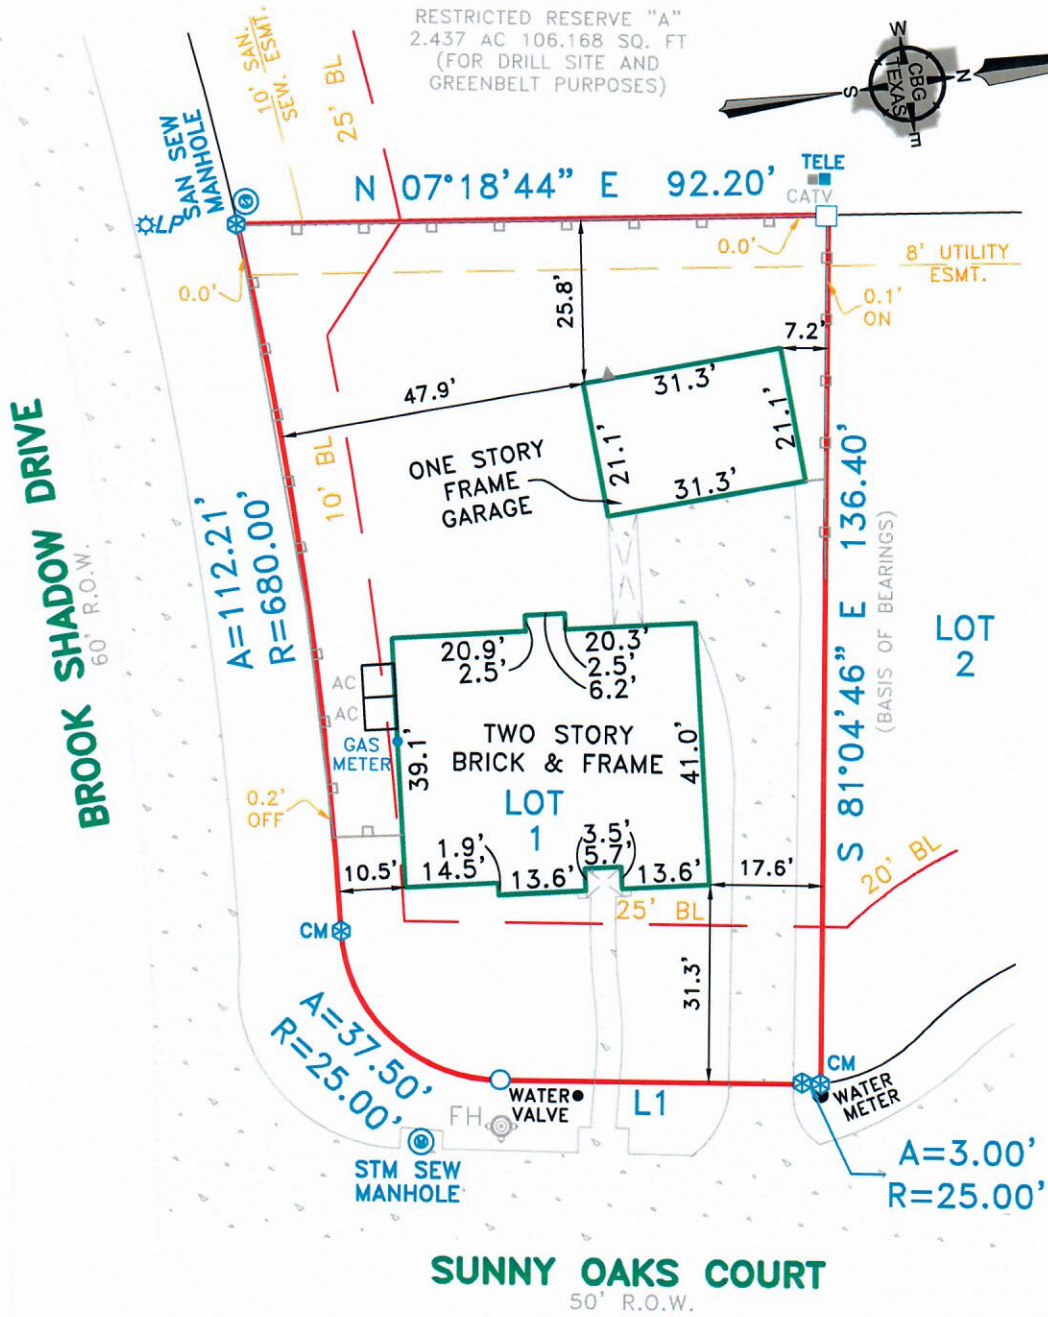 RESTRICTED RESERVE "A"
2.437 AC 106.168 SQ. FT
(FOR DRILL SITE AND
GREENBELT PURPOSES)
10' SAN.
SEW. ESMT.
25' BL
W
S
N
E
CBG
TEXAS
SAN SEW
MANHOLE
LP
N 07°18'44" E 92.20'
TELE
CATV
0.0'
0.0'
8' UTILITY
ESMT.
0.1'
ON
25.8'
7.2'
31.3'
47.9'
21.1'
21.1'
31.3'
ONE STORY
FRAME
GARAGE
10' BL
A=112.21'
R=680.00'
BROOK SHADOW DRIVE
60' R.O.W.
S 81°04'46" E 136.40'
(BASIS OF BEARINGS)
LOT
2
20.9'
2.5'
20.3'
2.5'
6.2'
AC
AC
GAS
METER
39.1'
TWO STORY
BRICK & FRAME
41.0'
LOT
1
0.2'
OFF
1.9'
14.5'
3.5'
5.7'
13.6'
13.6'
10.5'
17.6'
20' BL
25' BL
CM
31.3'
A=37.50'
R=25.00'
WATER
VALVE
FH
L1
CM
WATER
METER
STM SEW
MANHOLE
A=3.00'
R=25.00'
SUNNY OAKS COURT
50' R.O.W.